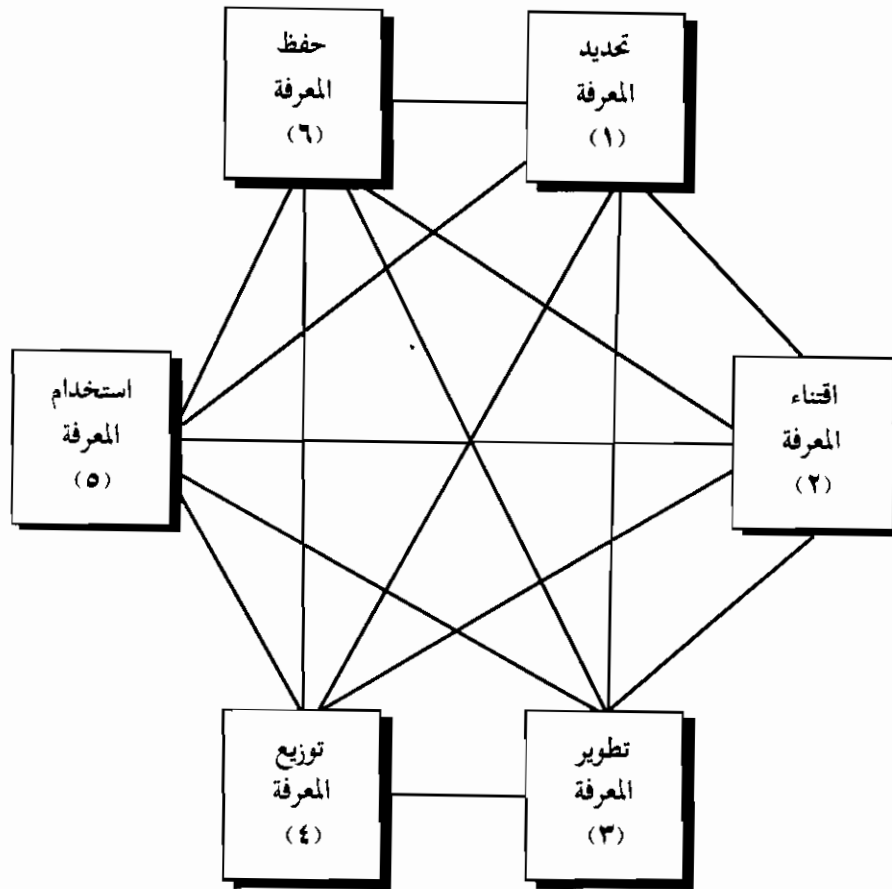 تحديد
المعرفة
(١)
اقتناء
المعرفة
(٢)
تطوير
المعرفة
(٣)
توزيع
المعرفة
(٤)
استخدام
المعرفة
(٥)
حفظ
المعرفة
(٦)